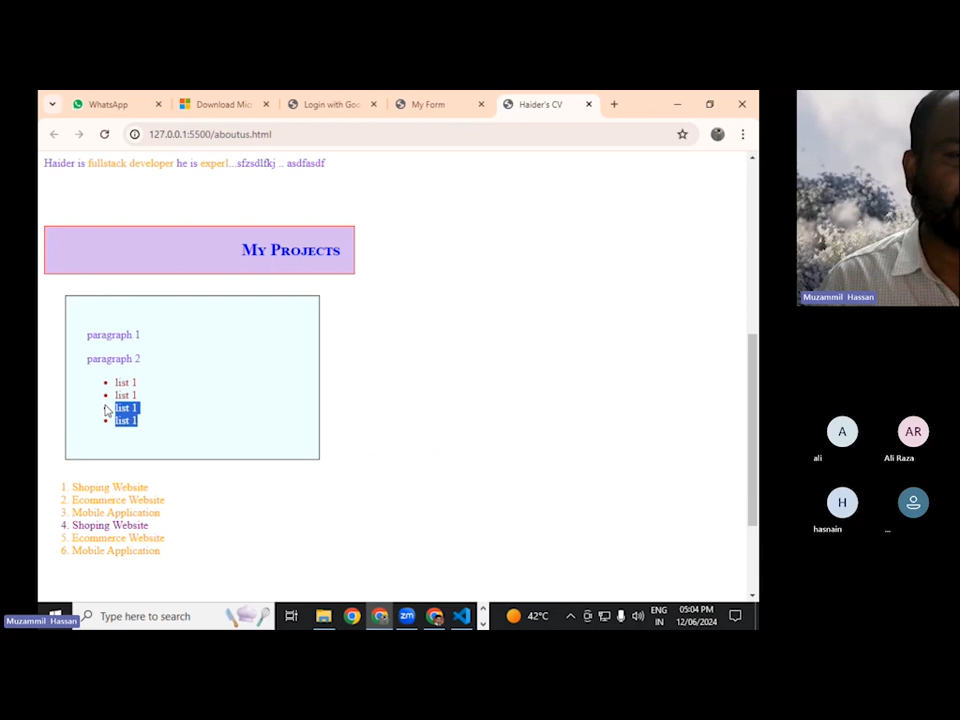 WhatsApp
Download Mic
Login with Goo
My Form
Haider's CV
127.0.0.1:5500/aboutus.html
Haider is fullstack developer he is experl...sfzsdlfkj .. asdfasdf
My Projects
paragraph 1
paragraph 2
list 1
list 1
list 1
list 1
1. Shoping Website
2. Ecommerce Website
3. Mobile Application
4. Shoping Website
5. Ecommerce Website
6. Mobile Application
Muzammil Hassan
A
AR
ali
Ali Raza
H
hasnain
...
Muzammil Hassan
Type here to search
zm
42°C
ENG
IN
05:04 PM
12/06/2024